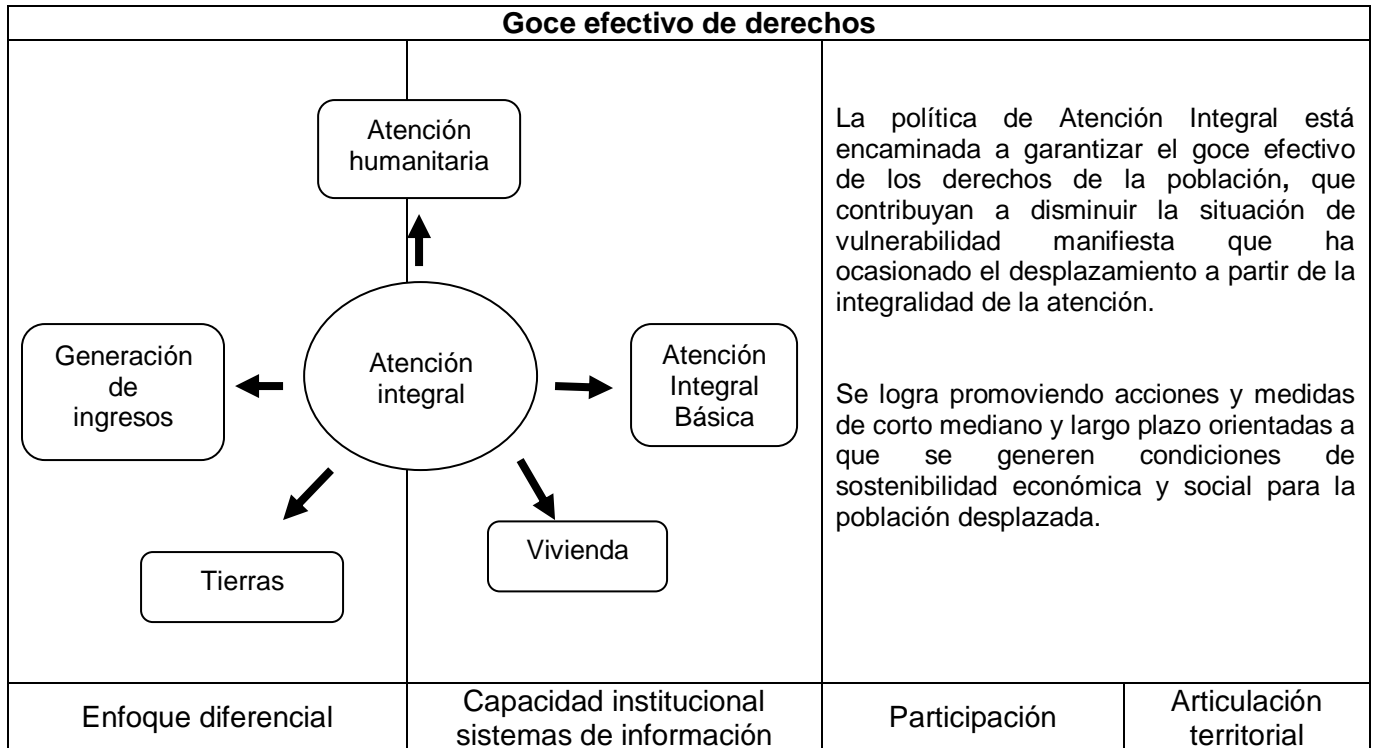 Goce efectivo de derechos
Atención
humanitaria
Generación
de
ingresos
Atención
integral
Atención
Integral
Básica
Tierras
Vivienda
La política de Atención Integral está
encaminada a garantizar el goce efectivo
de los derechos de la población, que
contribuyan a disminuir la situación de
vulnerabilidad manifiesta que ha
ocasionado el desplazamiento a partir de la
integralidad de la atención.
Se logra promoviendo acciones y medidas
de corto mediano y largo plazo orientadas a
que se generen condiciones de
sostenibilidad económica y social para la
población desplazada.
Enfoque diferencial
Capacidad institucional
sistemas de información
Participación
Articulación
territorial